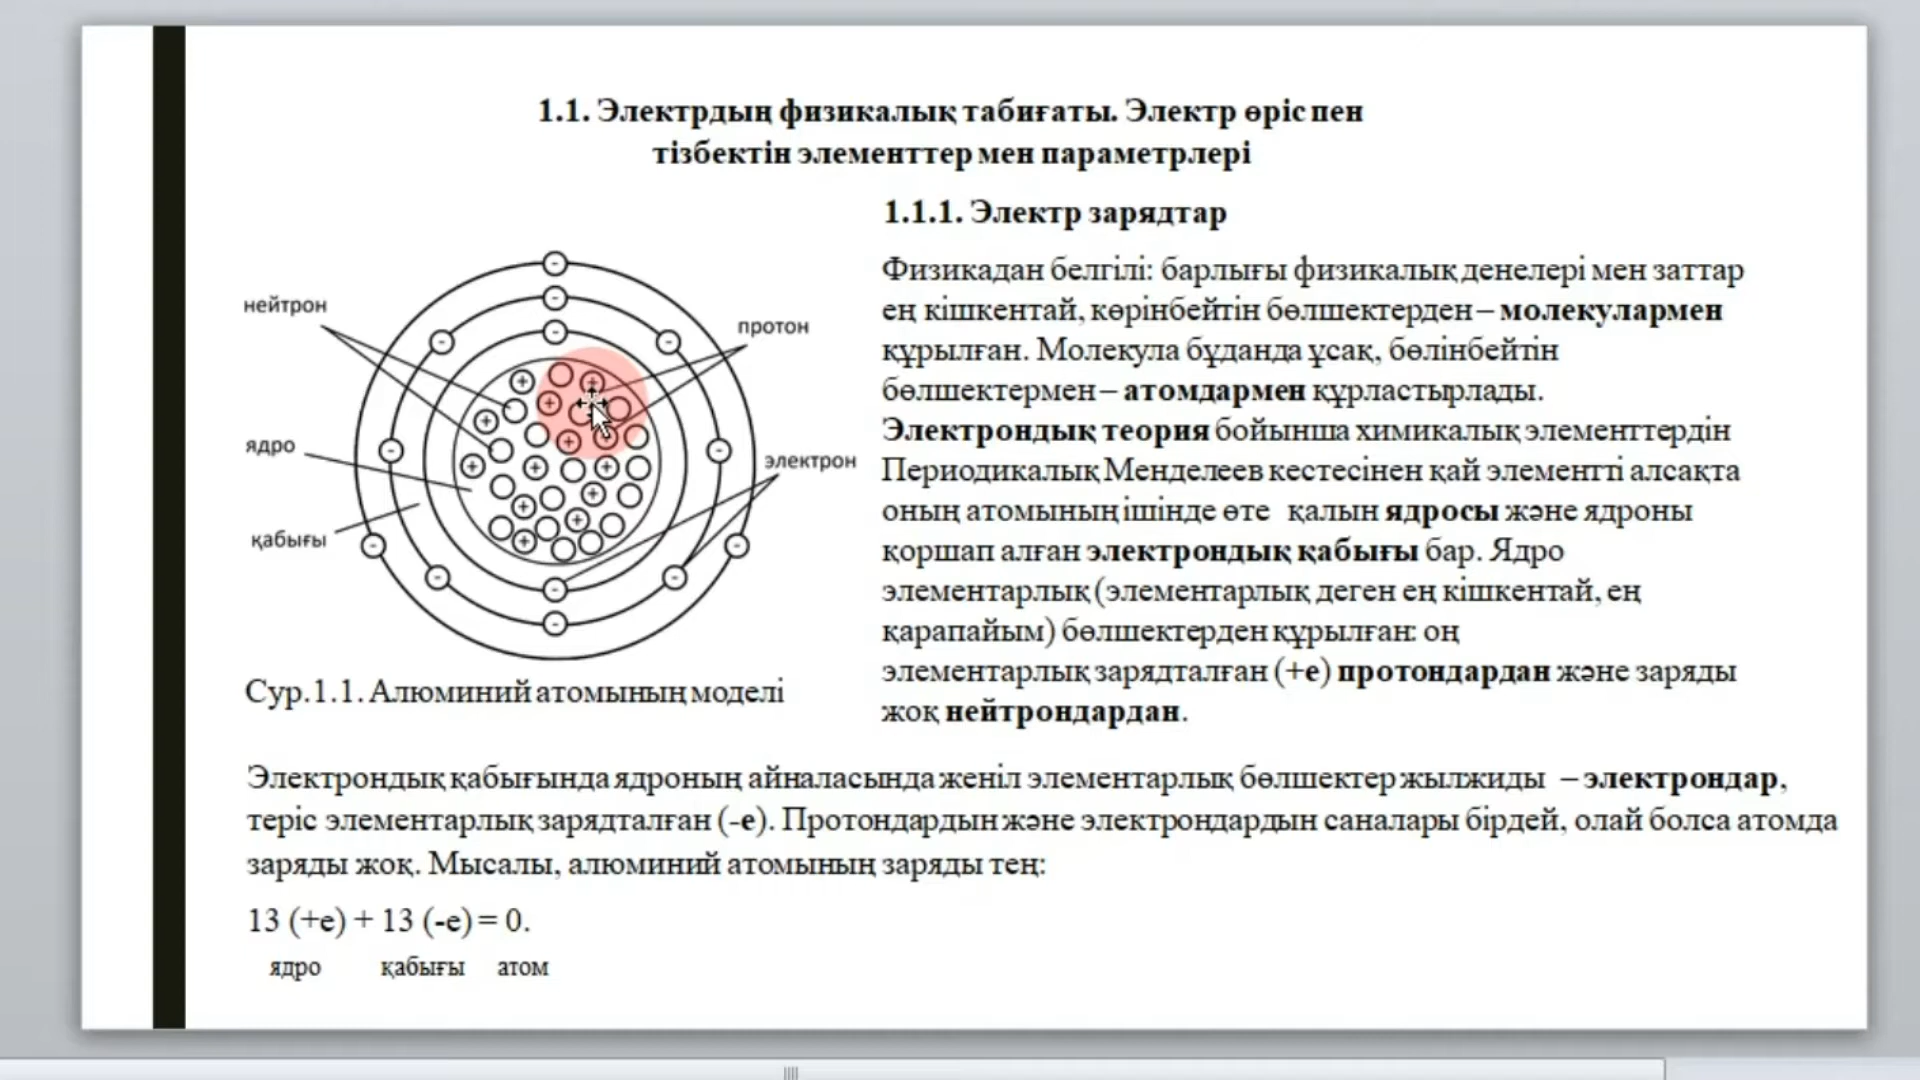 1.1. Электрдың физикалық табиғаты. Электр өріс пен
тізбектін элементтер мен параметрлері
1.1.1. Электр зарядтар
нейтрон
протон
ядро
электрон
қабығы
Сур.1.1. Алюминий атомының моделі
Физикадан белгілі: барлығы физикалық денелері мен заттар
ең кішкентай, көрінбейтін бөлшектерден – молекулармен
құрылған. Молекула бұданда ұсақ, бөлінбейтін
бөлшектермен – атомдармен құрластырлады.
Электрондық теория бойынша химикалық элементтердін
Периодикалық Менделеев кестесінен қай элементті алсақта
оның атомының ішінде өте қалын ядросы және ядроны
қоршап алған электрондық қабығы бар. Ядро
элементарлық (элементарлық деген ең кішкентай, ең
қарапайым) бөлшектерден құрылған: оң
элементарлық зарядталған (+е) протондардан және заряды
жоқ нейтрондардан.
Электрондық қабығында ядроның айналасында женіл элементарлық бөлшектер жылжиды – электрондар,
теріс элементарлық зарядталған (-е). Протондардын және электрондардын саналары бірдей, олай болса атомда
заряды жоқ. Мысалы, алюминий атомының заряды тең:
13 (+е) + 13 (-е) = 0.
ядро қабығы атом